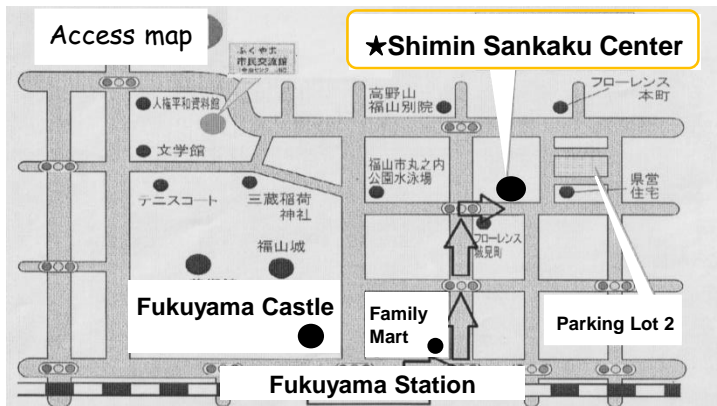 Access map
ふくやま
市民交流館
★Shimin Sankaku Center
人権平和資料館
高野山
福山別院
フローレンス
本町
文学館
福山市丸之内
公園水泳場
県営
住宅
テニスコート
三蔵稲荷
神社
フローレンス
福山城
Fukuyama Castle
Family
Mart
Parking Lot 2
Fukuyama Station